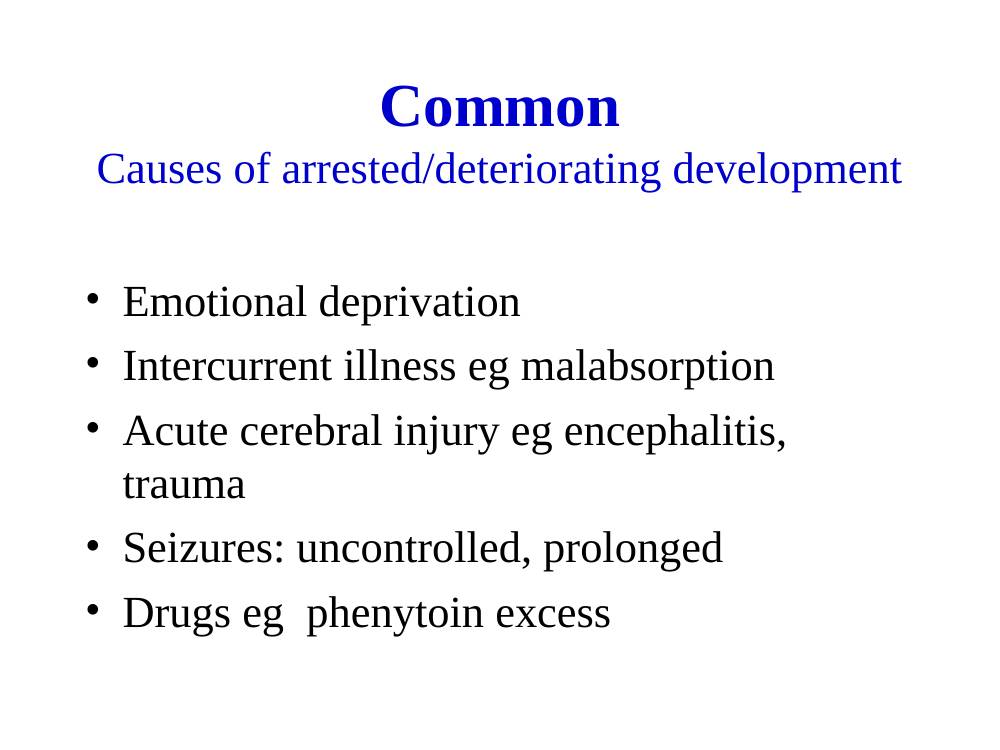 Common
Causes of arrested/deteriorating development
• Emotional deprivation
• Intercurrent illness eg malabsorption
• Acute cerebral injury eg encephalitis,
trauma
• Seizures: uncontrolled, prolonged
• Drugs eg  phenytoin excess